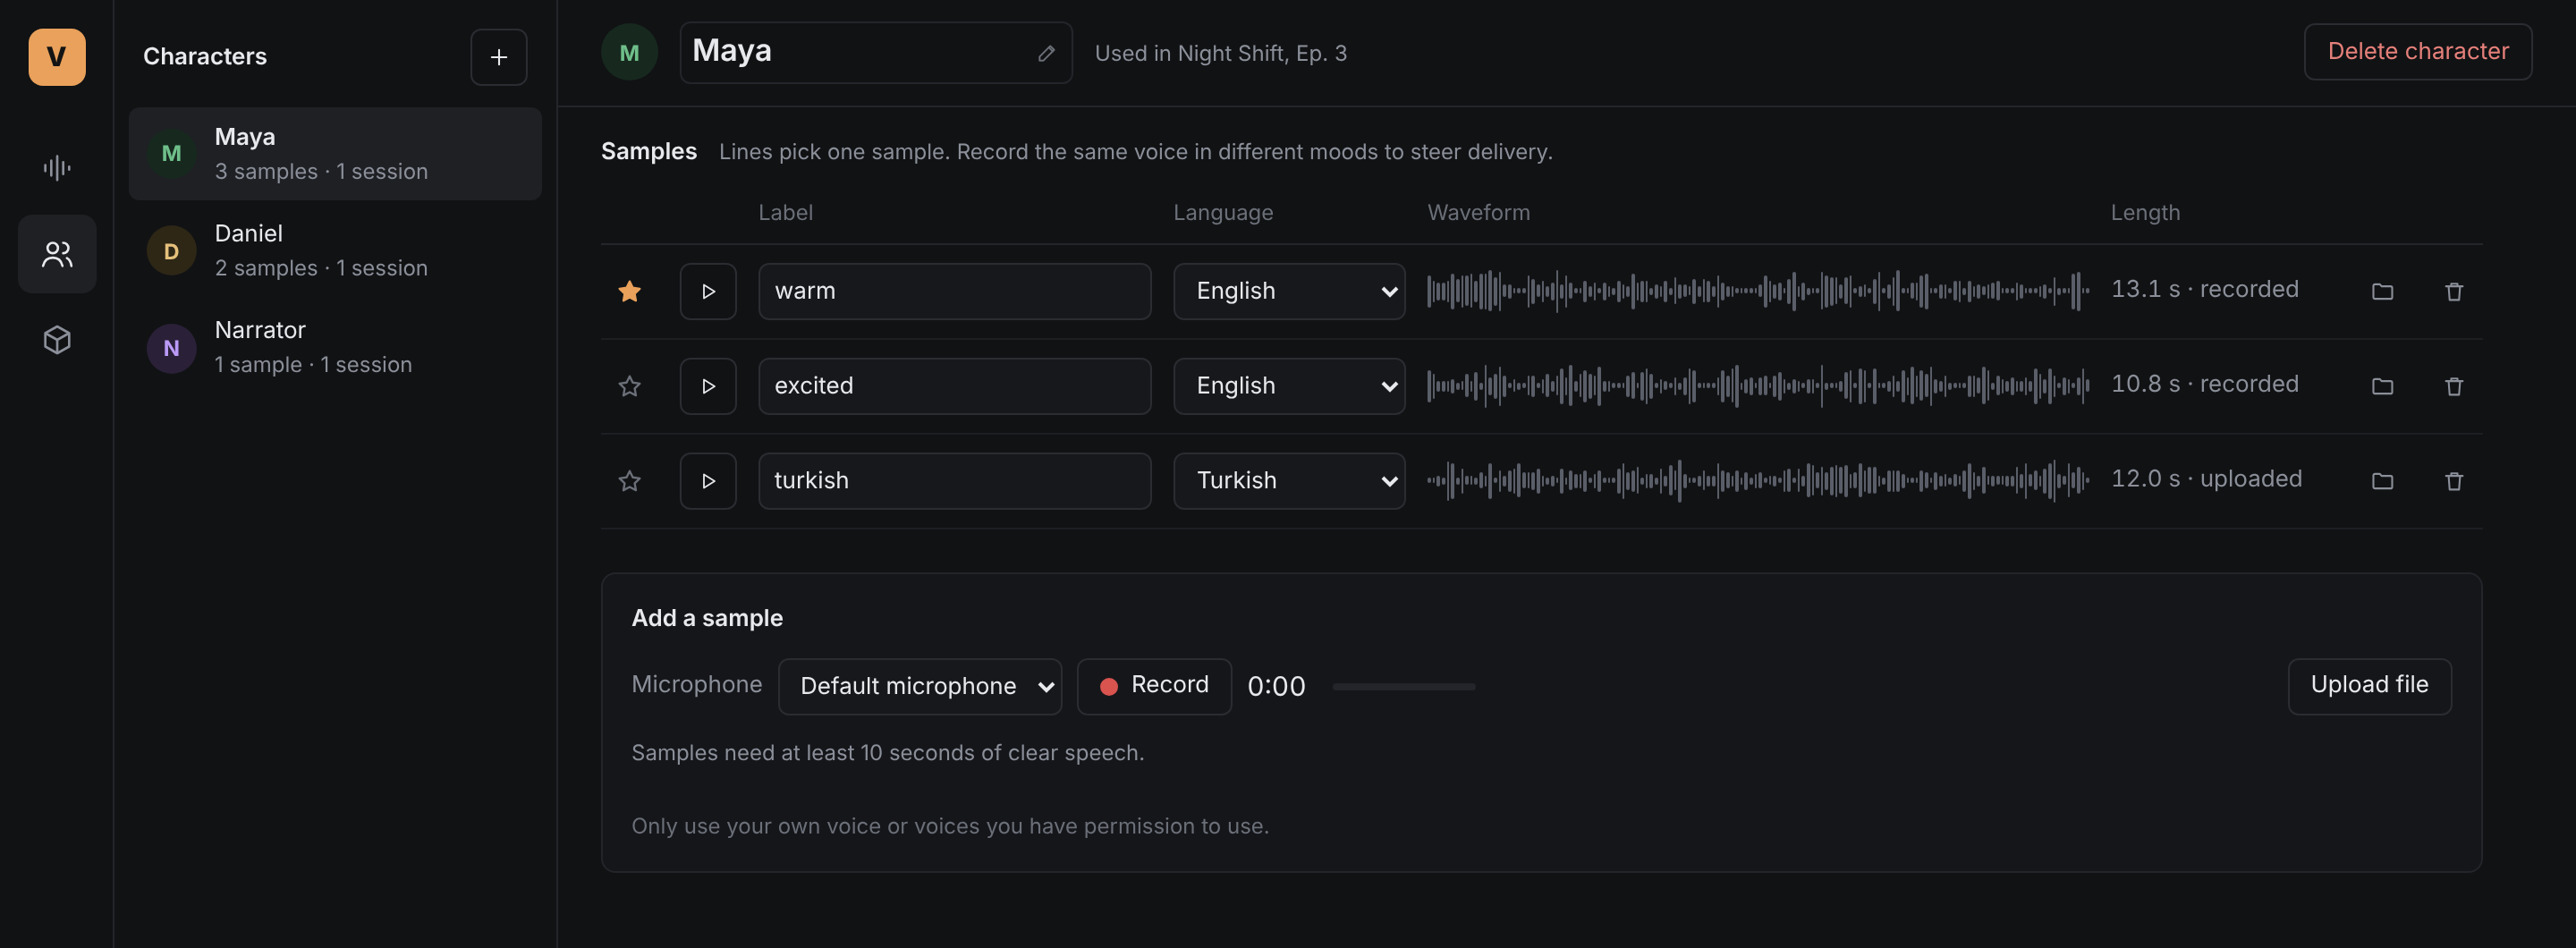 V
Characters
+
M
Maya
3 samples · 1 session
D
Daniel
2 samples · 1 session
N
Narrator
1 sample · 1 session
M
Maya
Used in Night Shift, Ep. 3
Delete character
Samples Lines pick one sample. Record the same voice in different moods to steer delivery.
Label Language Waveform Length
warm English 13.1 s · recorded
excited English 10.8 s · recorded
turkish Turkish 12.0 s · uploaded
Add a sample
Microphone Default microphone Record 0:00 Upload file
Samples need at least 10 seconds of clear speech.
Only use your own voice or voices you have permission to use.